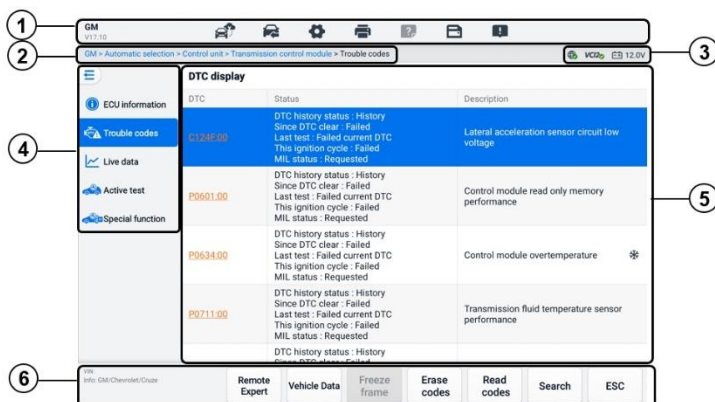 1
GM
V17.10
2
GM > Automatic selection > Control unit > Transmission control module > Trouble codes
VCI
12.0V
3
4
ECU information
Trouble codes
Live data
Active test
Special function
DTC display
DTC Status Description
C124F:00
DTC history status : History
Since DTC clear : Failed
Last test : Failed current DTC
This ignition cycle : Failed
MIL status : Requested
Lateral acceleration sensor circuit low
voltage
P0601:00
DTC history status : History
Since DTC clear : Failed
Last test : Failed current DTC
This ignition cycle : Failed
MIL status : Requested
Control module read only memory
performance
5
P0634:00
DTC history status : History
Since DTC clear : Failed
Last test : Failed current DTC
This ignition cycle : Failed
MIL status : Requested
Control module overtemperature
P0711:00
DTC history status : History
Since DTC clear : Failed
Last test : Failed current DTC
This ignition cycle : Failed
MIL status : Requested
Transmission fluid temperature sensor
performance
DTC history status : History
Since DTC clear : Failed
6
VIN:
Info: GM/Chevrolet/Cruze
Remote
Expert
Vehicle Data
Freeze
frame
Erase
codes
Read
codes
Search
ESC